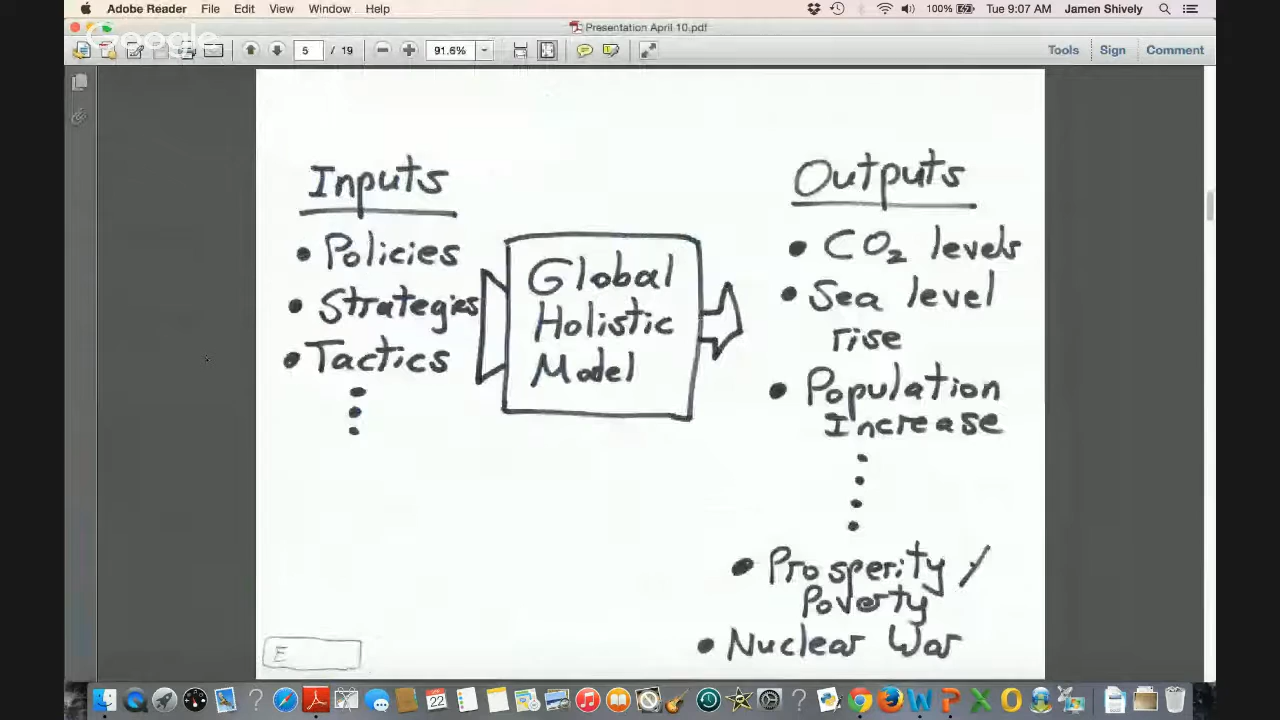 Adobe Reader File Edit View Window Help 100% Tue 9:07 AM Jamen Shively
Presentation April 10.pdf
Google
5 / 19 91.6% Tools Sign Comment
Inputs
• Policies
• Strategies
• Tactics
Global
Holistic
Model
Outputs
• CO₂ levels
• Sea level
rise
• Population
Increase
• Prosperity /
Poverty
• Nuclear War
E
22